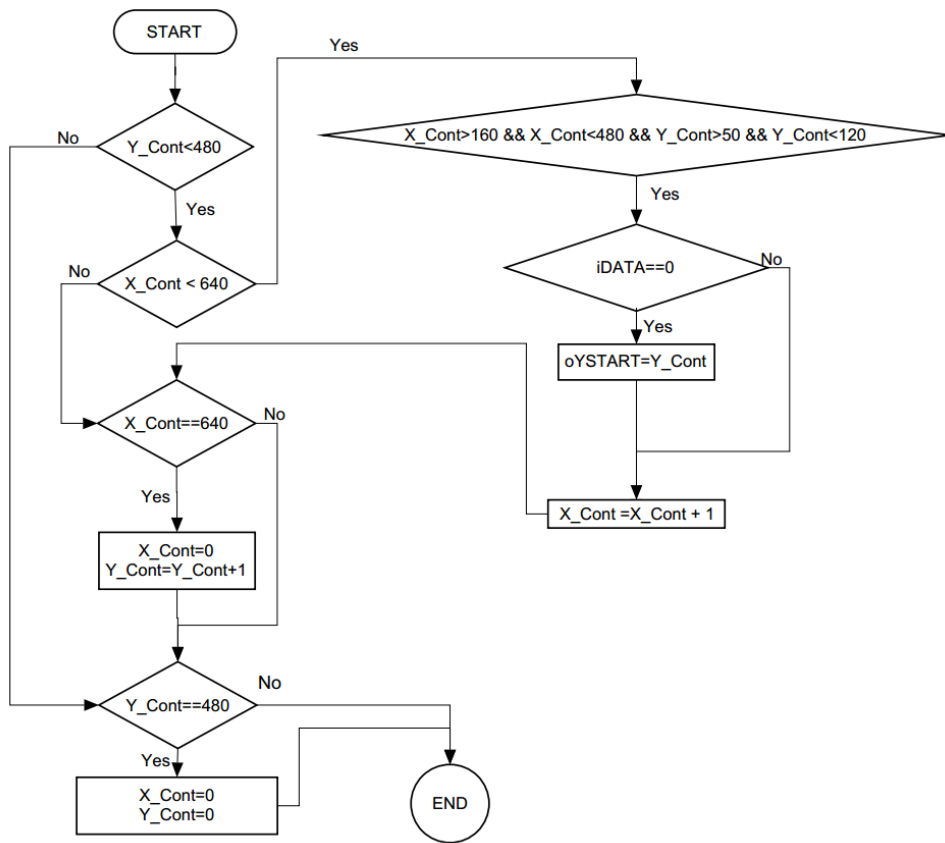 START
Yes
No
Y_Cont<480
X_Cont>160 && X_Cont<480 && Y_Cont>50 && Y_Cont<120
Yes
Yes
No
X_Cont < 640
iDATA==0
No
Yes
oYSTART=Y_Cont
X_Cont==640
No
Yes
X_Cont =X_Cont + 1
X_Cont=0
Y_Cont=Y_Cont+1
No
Y_Cont==480
Yes
X_Cont=0
Y_Cont=0
END